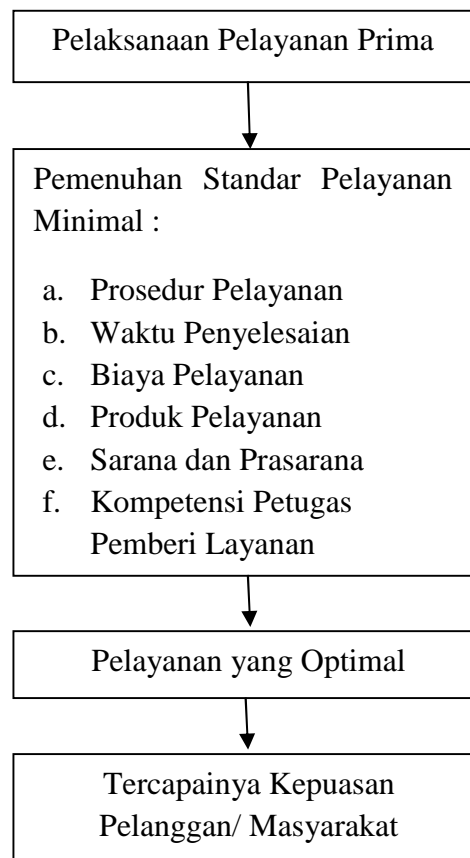 Pelaksanaan Pelayanan Prima
Pemenuhan Standar Pelayanan
Minimal :
a. Prosedur Pelayanan
b. Waktu Penyelesaian
c. Biaya Pelayanan
d. Produk Pelayanan
e. Sarana dan Prasarana
f. Kompetensi Petugas
Pemberi Layanan
Pelayanan yang Optimal
Tercapainya Kepuasan
Pelanggan/ Masyarakat